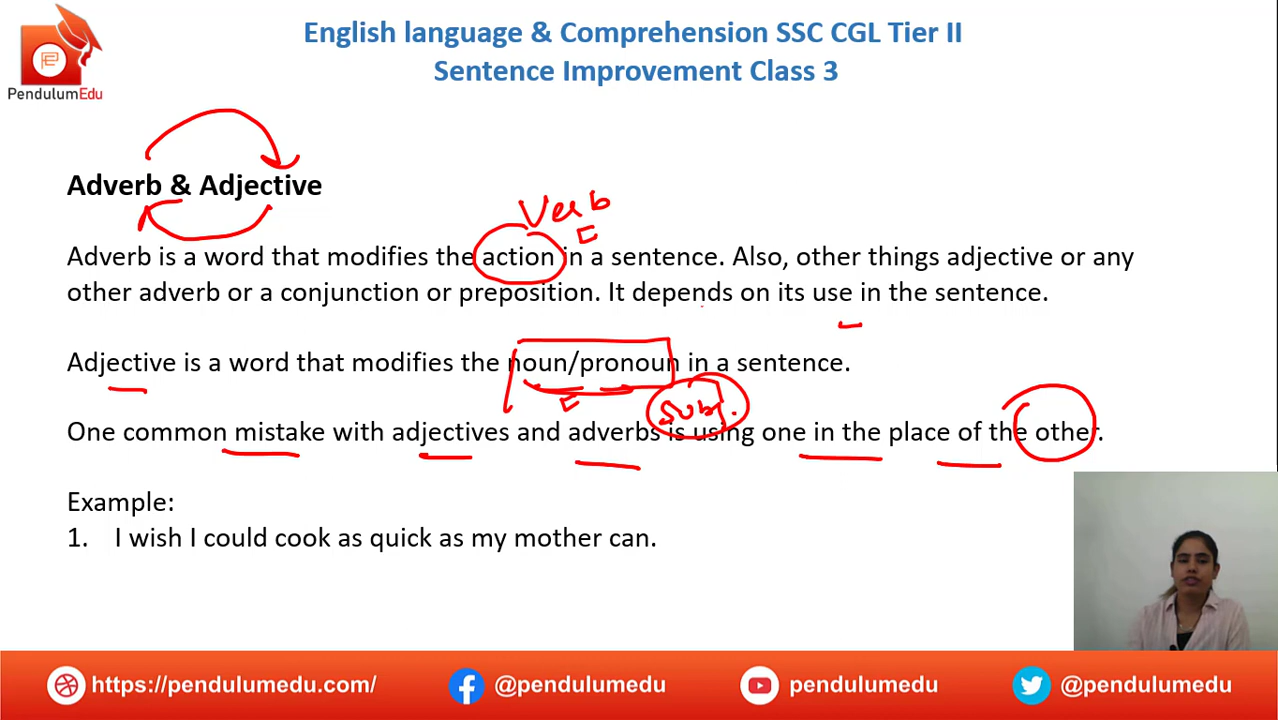 English language & Comprehension SSC CGL Tier II
Sentence Improvement Class 3
PendulumEdu
Adverb & Adjective
Verb
Adverb is a word that modifies the action in a sentence. Also, other things adjective or any
other adverb or a conjunction or preposition. It depends on its use in the sentence.
Adjective is a word that modifies the noun/pronoun in a sentence.
Subj.
One common mistake with adjectives and adverbs is using one in the place of the other.
Example:
1. I wish I could cook as quick as my mother can.
https://pendulumedu.com/ @pendulumedu pendulumedu @pendulumedu